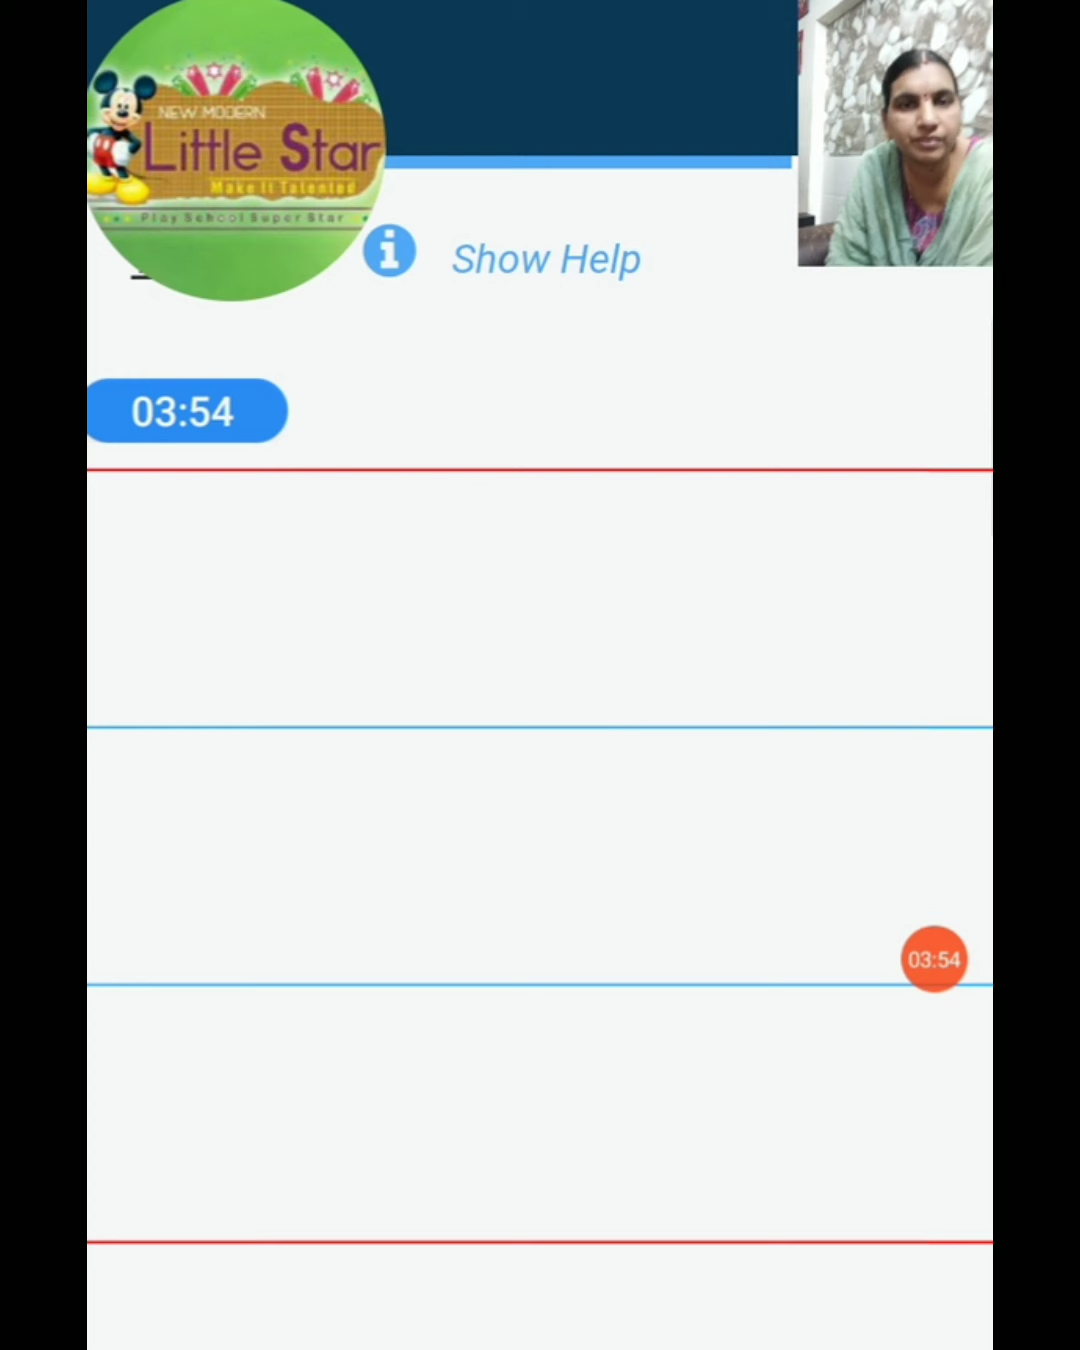 NEW MODERN
Little Star
Make It Talented
Play School Super Star
Show Help
03:54
03:54